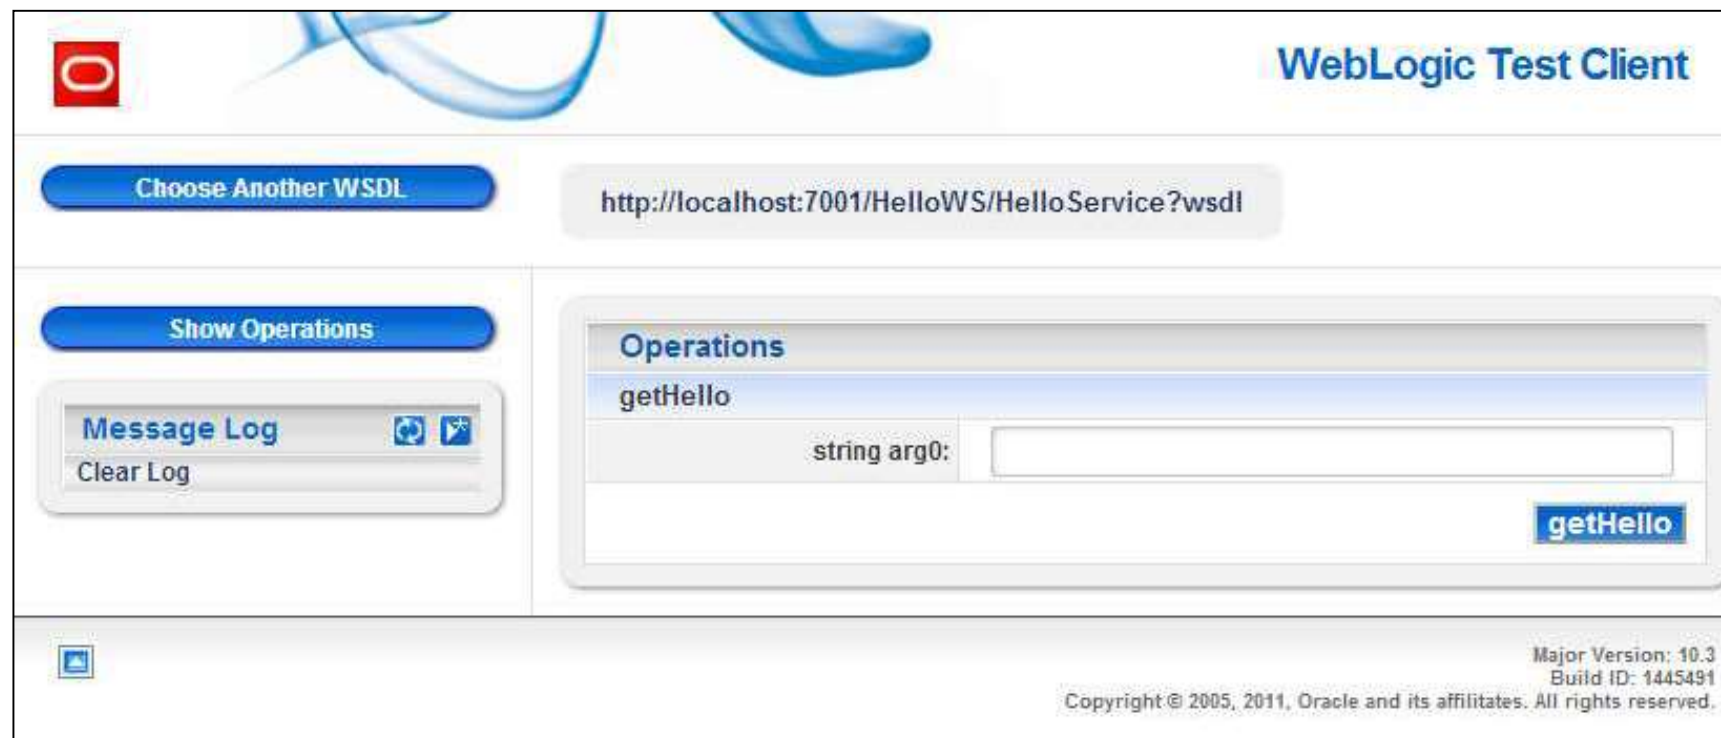 WebLogic Test Client
Choose Another WSDL
http://localhost:7001/HelloWS/HelloService?wsdl
Show Operations
Message Log
Clear Log
Operations
getHello
string arg0:
getHello
Major Version: 10.3
Build ID: 1445491
Copyright © 2005, 2011, Oracle and its affilitates. All rights reserved.